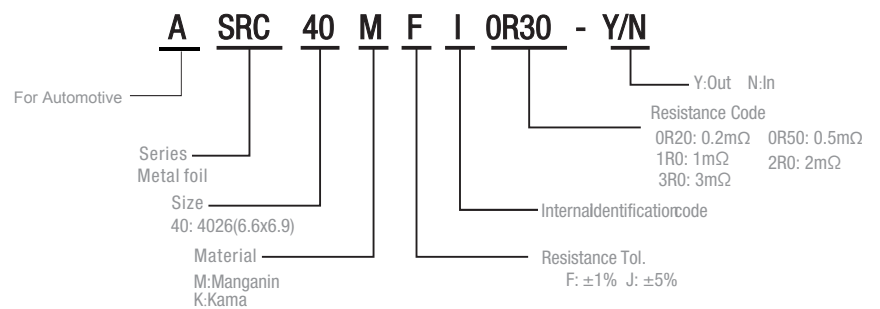 A SRC 40 M F I 0R30 - Y/N
Y:Out N:In
For Automotive
Resistance Code
0R20: 0.2mΩ 0R50: 0.5mΩ
1R0: 1mΩ 2R0: 2mΩ
3R0: 3mΩ
Series
Metal foil
Size
40: 4026(6.6x6.9)
InternaIdentificationcode
Material
M:Manganin
K:Kama
Resistance Tol.
F: ±1% J: ±5%